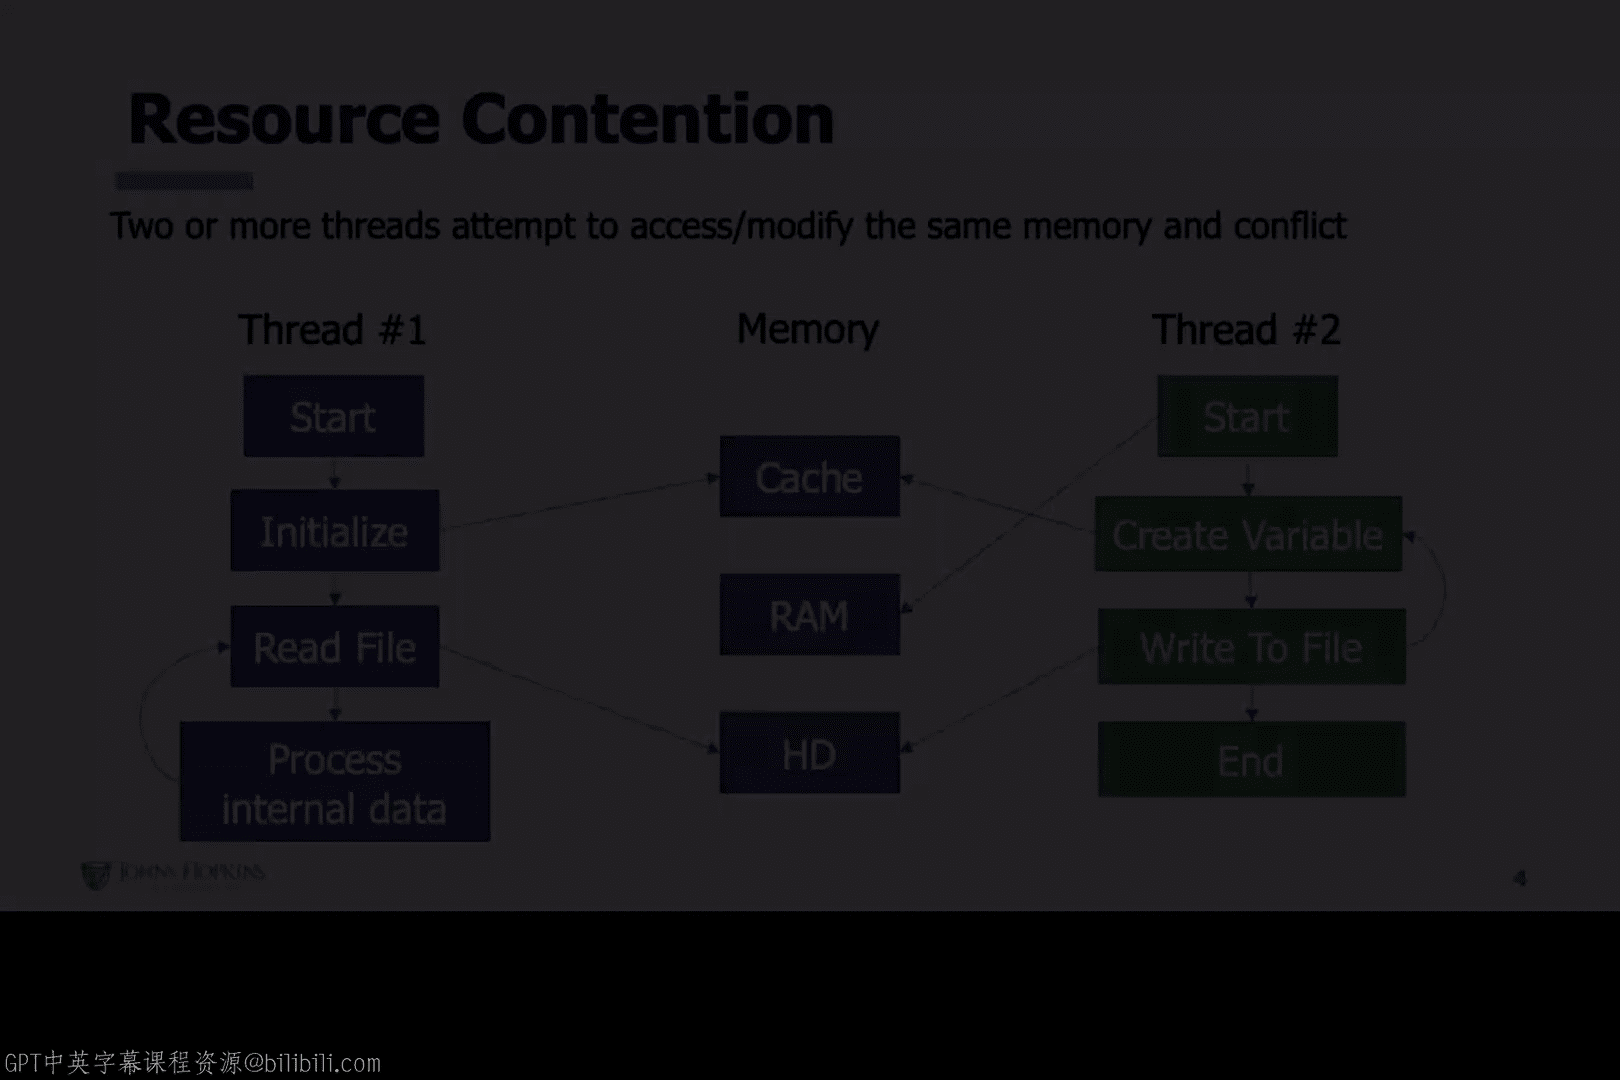 Resource Contention
Two or more threads attempt to access/modify the same memory and conflict
Thread #1
Memory
Thread #2
Start
Initialize
Read File
Process
internal data
Cache
RAM
HD
Start
Create Variable
Write To File
End
JOHNS HOPKINS
4
GPT中英字幕课程资源@bilibili.com